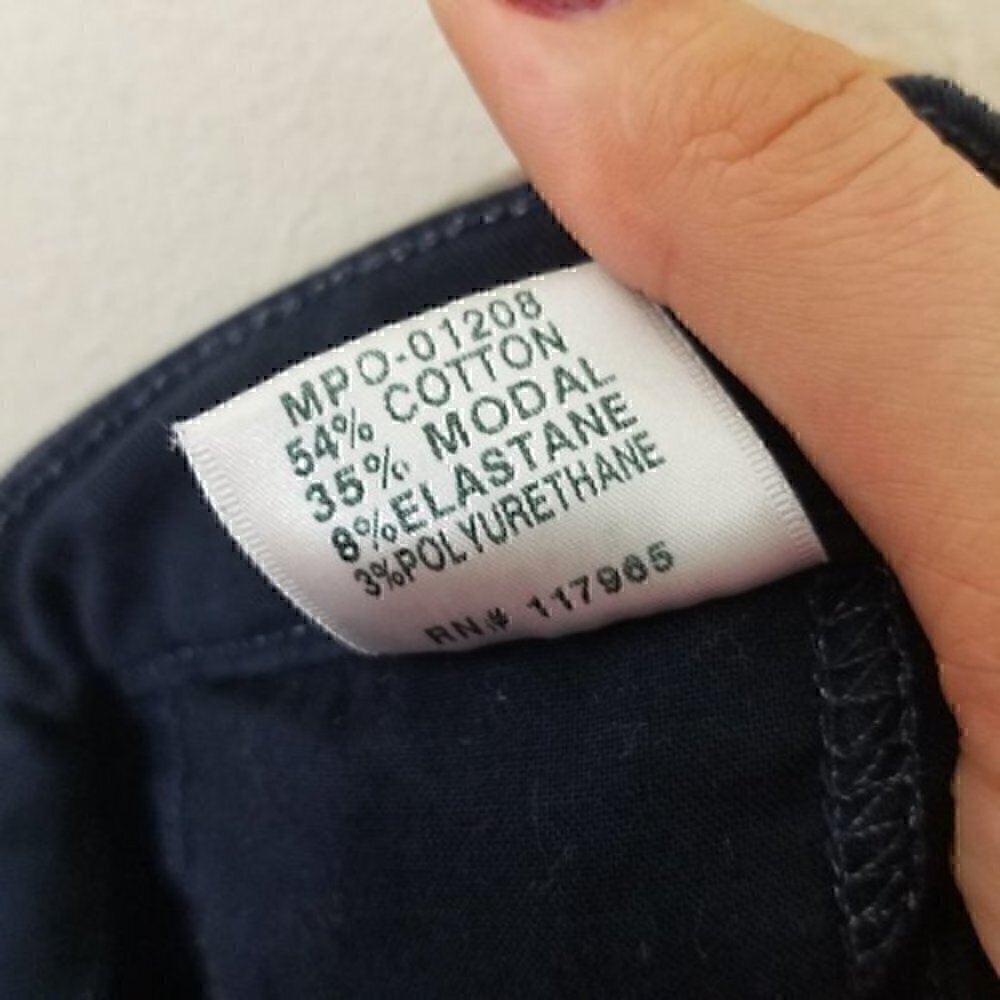 MPO-01208
54% COTTON
35% MODAL
8%ELASTANE
3%POLYURETHANE
RN.# 117965